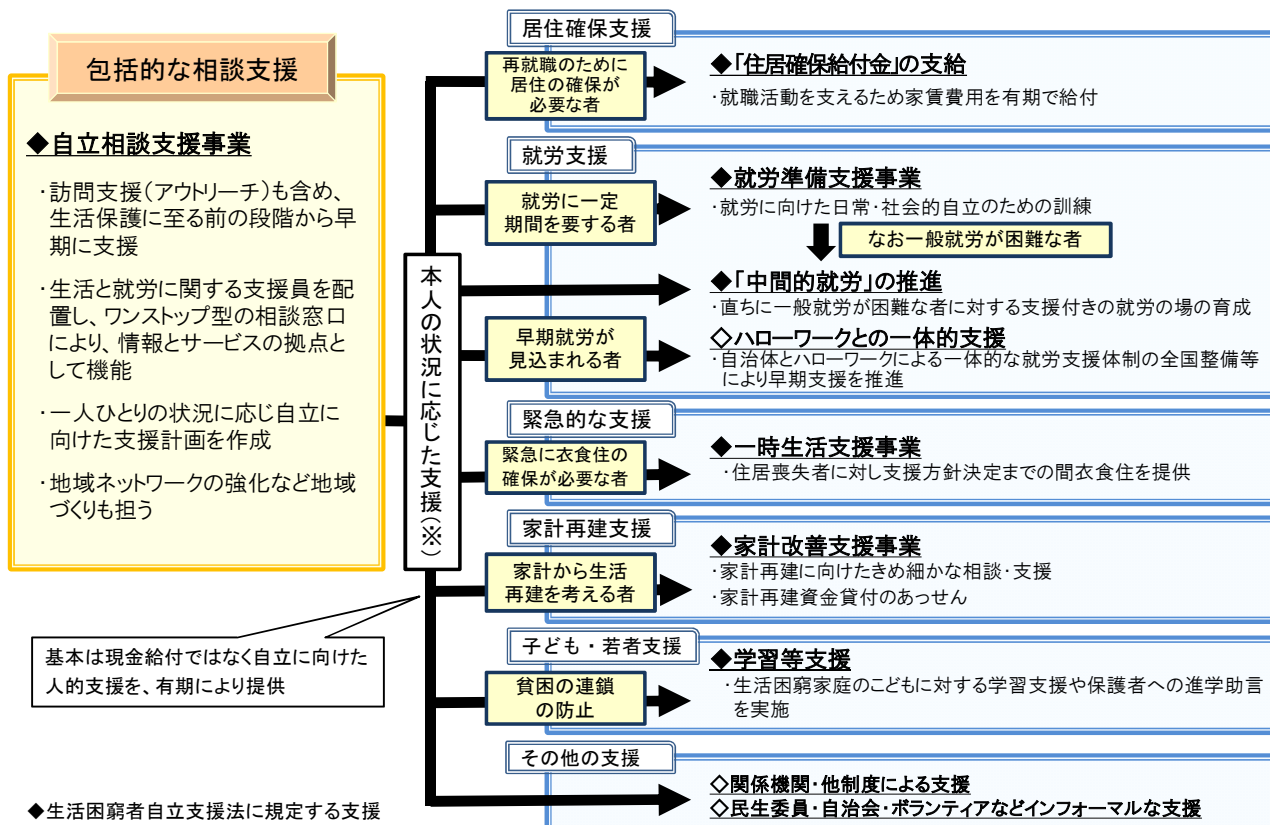 包括的な相談支援
◆自立相談支援事業
・訪問支援(アウトリーチ)も含め、
生活保護に至る前の段階から早
期に支援
・生活と就労に関する支援員を配
置し、ワンストップ型の相談窓口
により、情報とサービスの拠点と
して機能
・一人ひとりの状況に応じ自立に
向けた支援計画を作成
・地域ネットワークの強化など地域
づくりも担う
基本は現金給付ではなく自立に向けた
人的支援を、有期により提供
◆生活困窮者自立支援法に規定する支援
本人の状況に応じた支援(※)
居住確保支援
再就職のために
居住の確保が
必要な者
◆「住居確保給付金」の支給
・就職活動を支えるため家賃費用を有期で給付
就労支援
就労に一定
期間を要する者
◆就労準備支援事業
・就労に向けた日常・社会的自立のための訓練
なお一般就労が困難な者
◆「中間的就労」の推進
・直ちに一般就労が困難な者に対する支援付きの就労の場の育成
早期就労が
見込まれる者
◇ハローワークとの一体的支援
・自治体とハローワークによる一体的な就労支援体制の全国整備等
により早期支援を推進
緊急的な支援
緊急に衣食住の
確保が必要な者
◆一時生活支援事業
・住居喪失者に対し支援方針決定までの間衣食住を提供
家計再建支援
家計から生活
再建を考える者
◆家計改善支援事業
・家計再建に向けたきめ細かな相談・支援
・家計再建資金貸付のあっせん
子ども・若者支援
貧困の連鎖
の防止
◆学習等支援
・生活困窮家庭のこどもに対する学習支援や保護者への進学助言
を実施
その他の支援
◇関係機関・他制度による支援
◇民生委員・自治会・ボランティアなどインフォーマルな支援